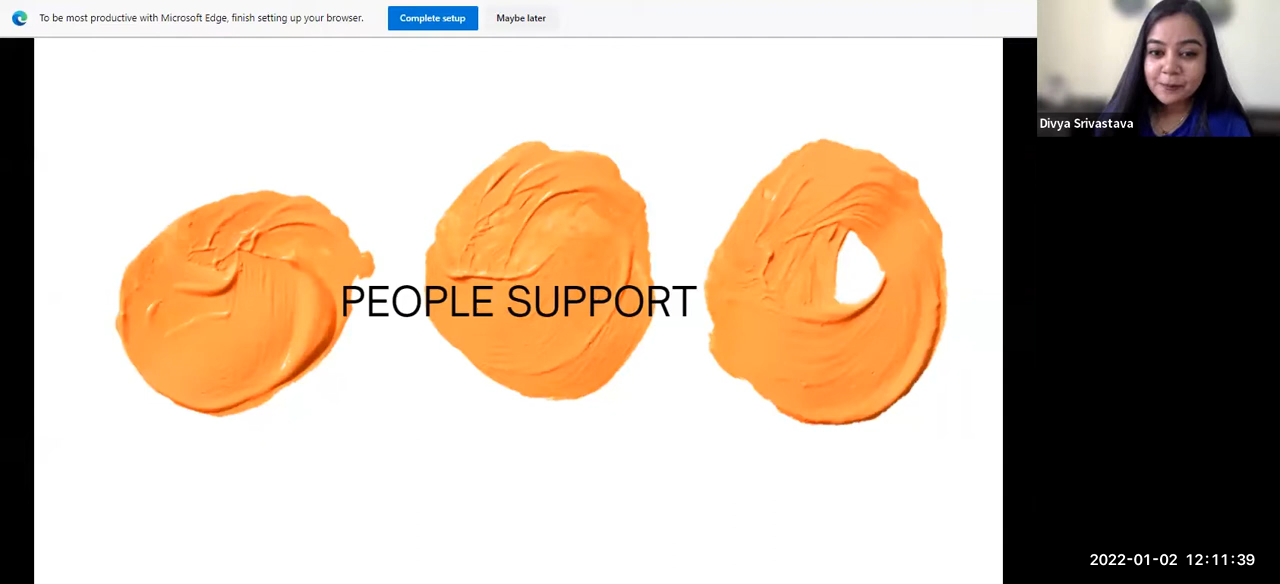 To be most productive with Microsoft Edge, finish setting up your browser.
Complete setup
Maybe later
Divya Srivastava
PEOPLE SUPPORT
2022-01-02 12:11:39